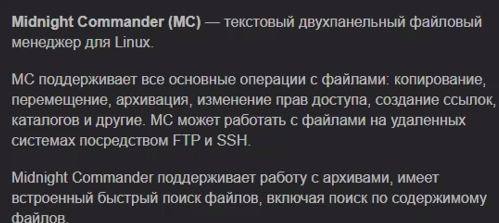 Midnight Commander (MC) — текстовый двухпанельный файловый
менеджер для Linux.
MC поддерживает все основные операции с файлами: копирование,
перемещение, архивация, изменение прав доступа, создание ссылок,
каталогов и другие. MC может работать с файлами на удаленных
системах посредством FTP и SSH.
Midnight Commander поддерживает работу с архивами, имеет
встроенный быстрый поиск файлов, включая поиск по содержимому
файлов.